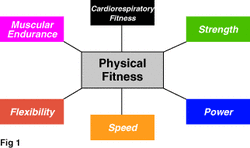 Cardiorespiratory
Fitness
Muscular
Endurance
Strength
Physical
Fitness
Flexibility
Speed
Power
Fig 1